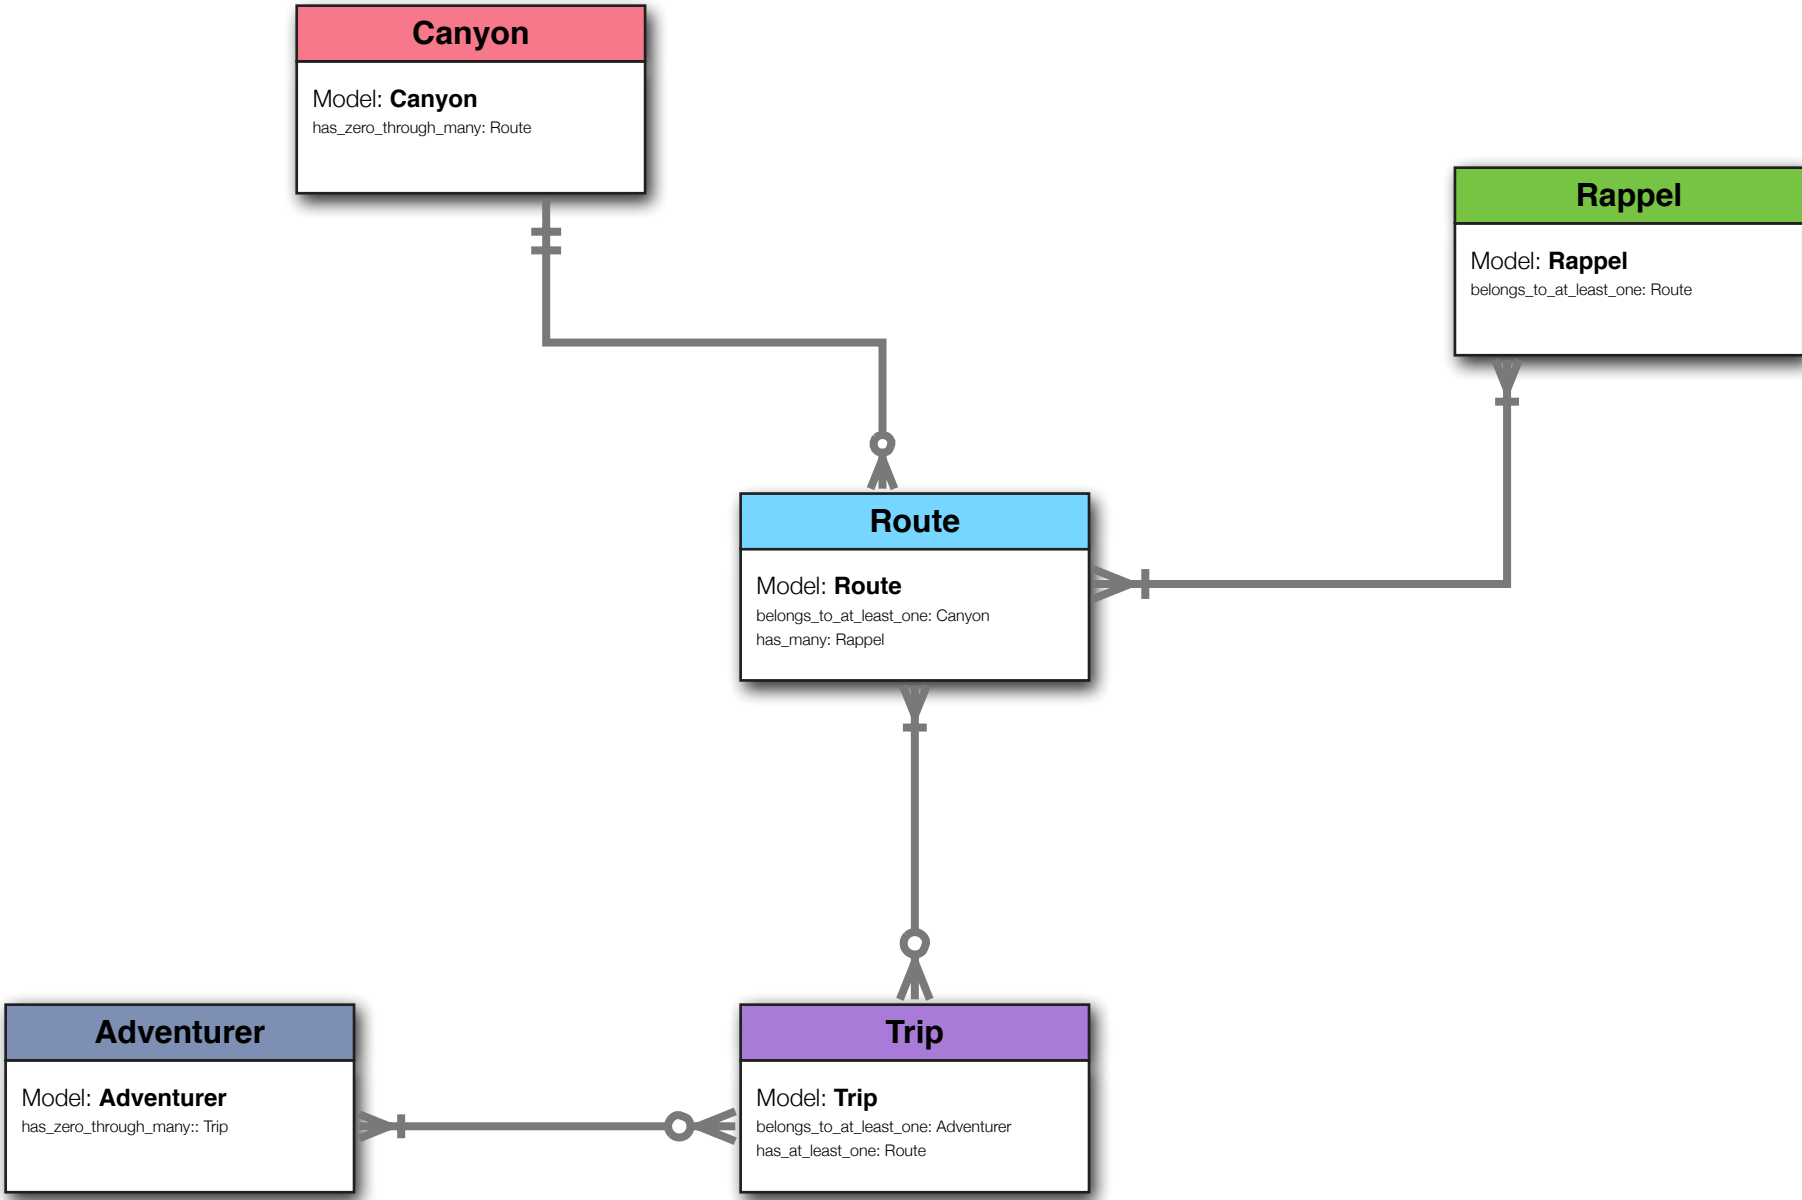 Canyon
Model: Canyon
has_zero_through_many: Route
Rappel
Model: Rappel
belongs_to_at_least_one: Route
Route
Model: Route
belongs_to_at_least_one: Canyon
has_many: Rappel
Adventurer
Model: Adventurer
has_zero_through_many:: Trip
Trip
Model: Trip
belongs_to_at_least_one: Adventurer
has_at_least_one: Route